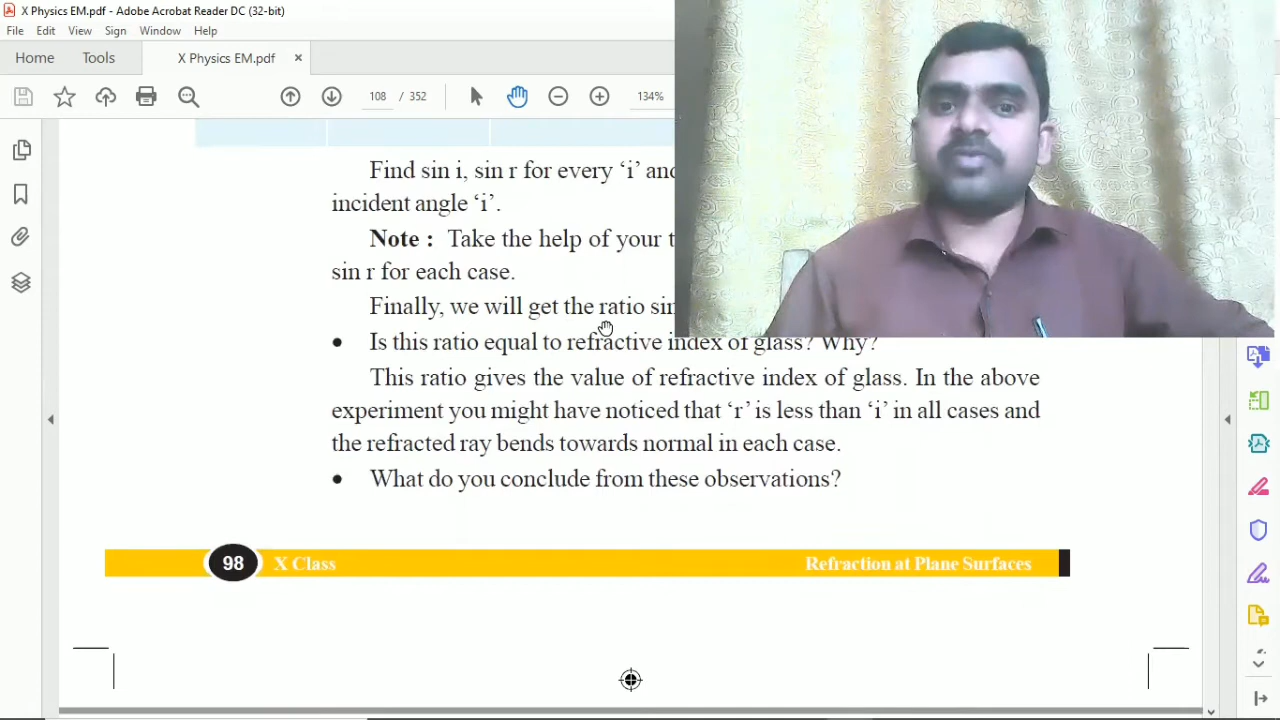 X Physics EM.pdf - Adobe Acrobat Reader DC (32-bit)
File Edit View Sign Window Help
Home Tools X Physics EM.pdf ×
108 / 352 134%
Find sin i, sin r for every ‘i’ and
incident angle ‘i’.
Note : Take the help of your
sin r for each case.
Finally, we will get the ratio sin
• Is this ratio equal to refractive index of glass? Why?
This ratio gives the value of refractive index of glass. In the above
experiment you might have noticed that ‘r’ is less than ‘i’ in all cases and
the refracted ray bends towards normal in each case.
• What do you conclude from these observations?
98 X Class Refraction at Plane Surfaces